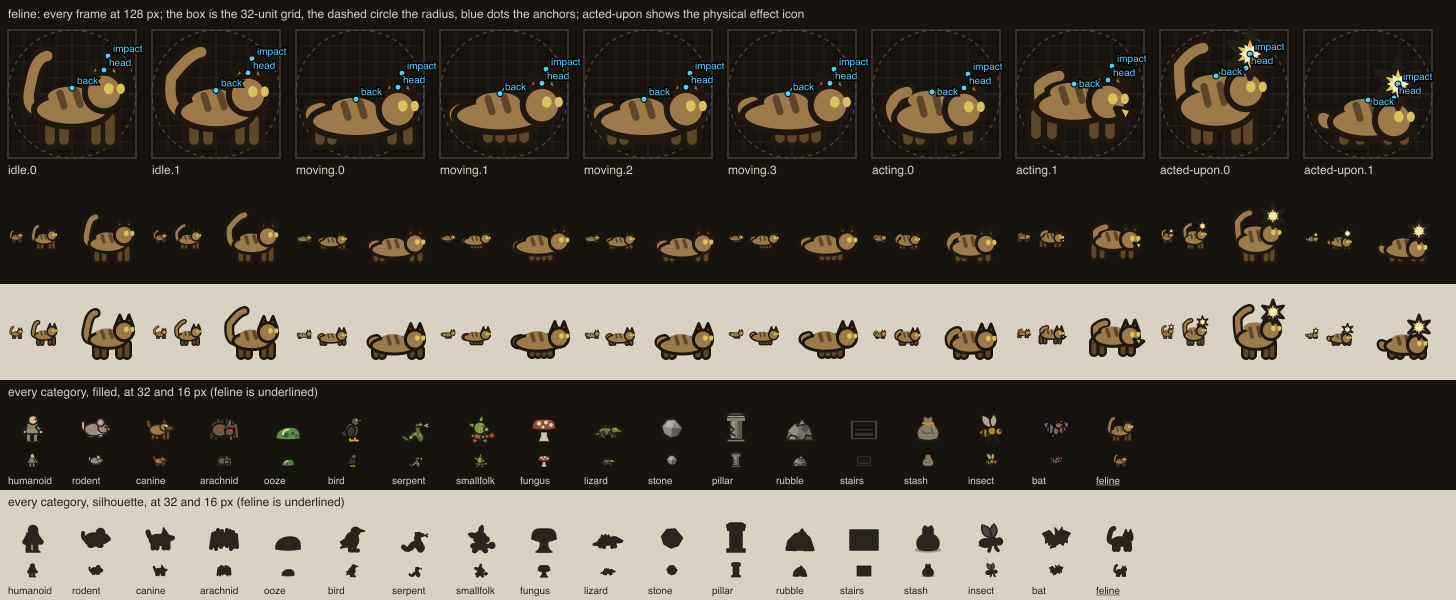 feline: every frame at 128 px; the box is the 32-unit grid, the dashed circle the radius, blue dots the anchors; acted-upon shows the physical effect icon
impact impact impact impact impact impact impact impact impact impact
head head head head head head head head head head
back back back back back back back back back back
idle.0 idle.1 moving.0 moving.1 moving.2 moving.3 acting.0 acting.1 acted-upon.0 acted-upon.1
every category, filled, at 32 and 16 px (feline is underlined)
humanoid rodent canine arachnid ooze bird serpent smallfolk fungus lizard stone pillar rubble stairs stash insect bat feline
every category, silhouette, at 32 and 16 px (feline is underlined)
humanoid rodent canine arachnid ooze bird serpent smallfolk fungus lizard stone pillar rubble stairs stash insect bat feline